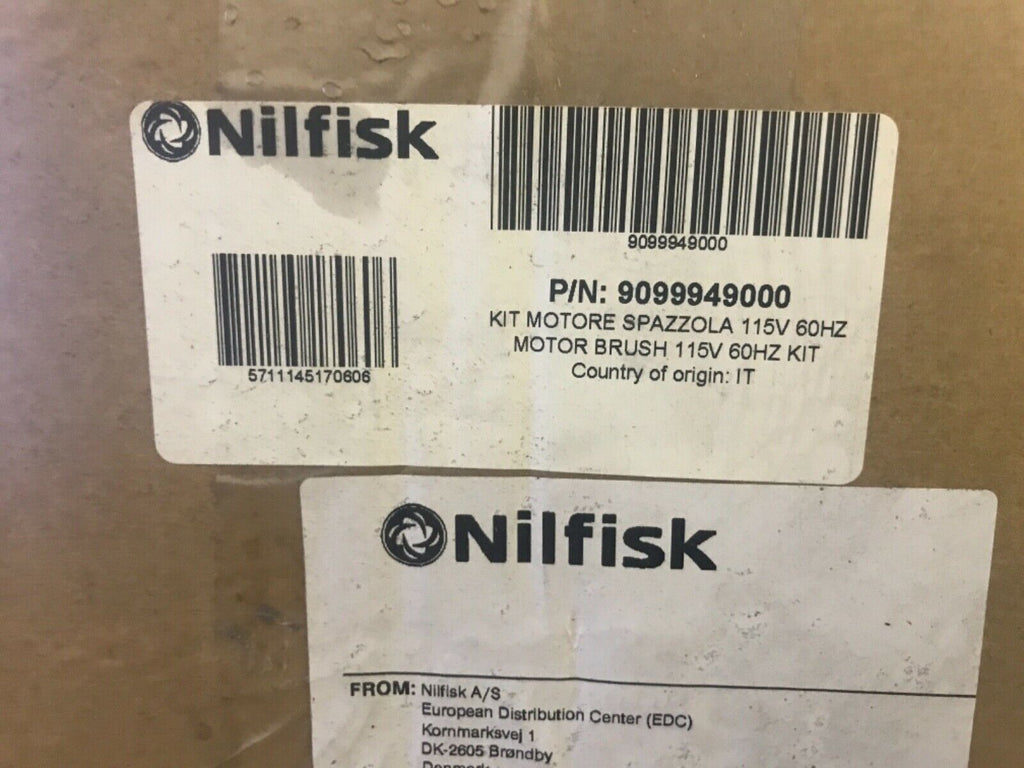 Nilfisk
9099949000
5711145170606
P/N: 9099949000
KIT MOTORE SPAZZOLA 115V 60HZ
MOTOR BRUSH 115V 60HZ KIT
Country of origin: IT
Nilfisk
FROM: Nilfisk A/S
European Distribution Center (EDC)
Kornmarksvej 1
DK-2605 Brøndby
Denmark